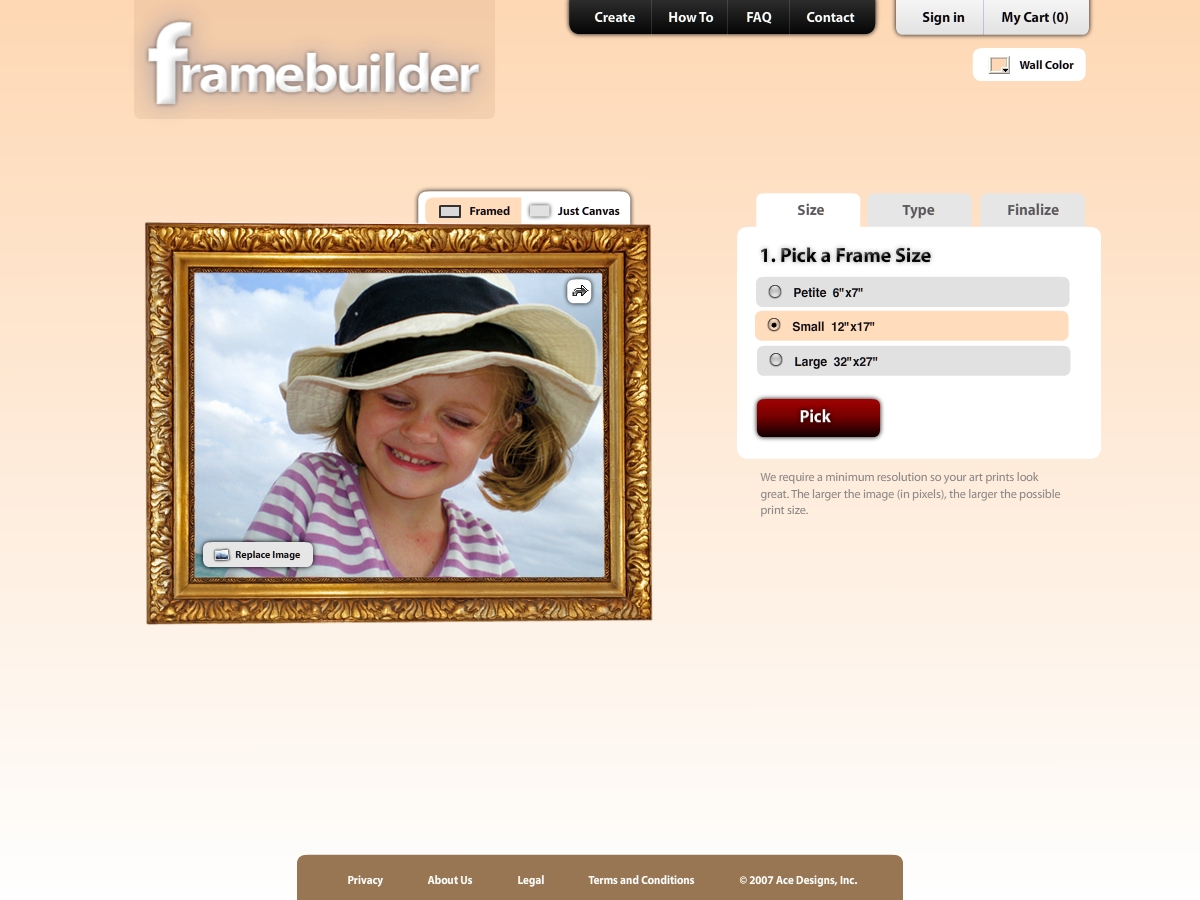 framebuilder
Create How To FAQ Contact
Sign in My Cart (0)
Wall Color
Framed Just Canvas
Size Type Finalize
1. Pick a Frame Size
Petite 6"x7"
Small 12"x17"
Large 32"x27"
Pick
We require a minimum resolution so your art prints look
great. The larger the image (in pixels), the larger the possible
print size.
Replace Image
Privacy About Us Legal Terms and Conditions © 2007 Ace Designs, Inc.